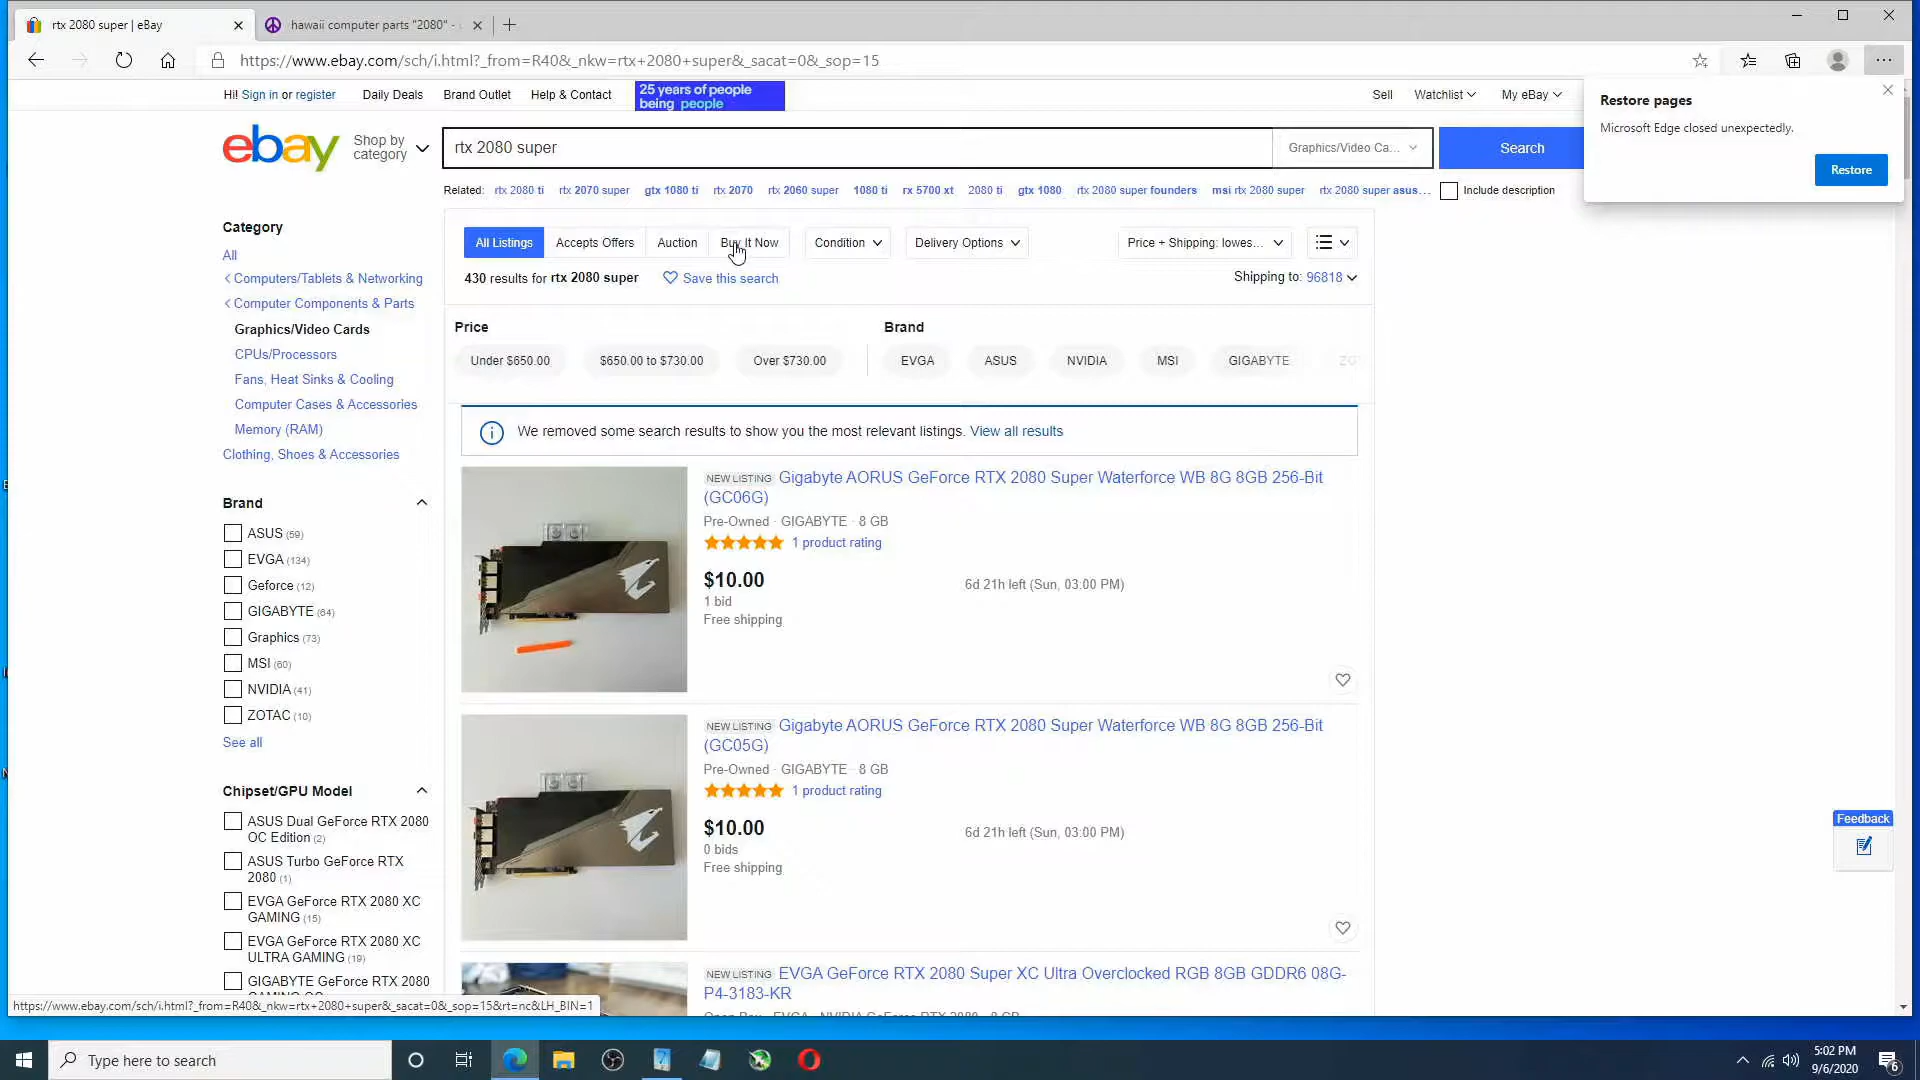 rtx 2080 super | eBay
hawaii computer parts "2080" -
https://www.ebay.com/sch/i.html?_from=R40&_nkw=rtx+2080+super&_sacat=0&_sop=15
Hi! Sign in or register
Daily Deals
Brand Outlet
Help & Contact
25 years of people
being people
Sell
Watchlist
My eBay
Restore pages
Microsoft Edge closed unexpectedly.
Restore
ebay
Shop by
category
rtx 2080 super
Graphics/Video Ca...
Search
Related: rtx 2080 ti rtx 2070 super gtx 1080 ti rtx 2070 rtx 2060 super 1080 ti rx 5700 xt 2080 ti gtx 1080 rtx 2080 super founders msi rtx 2080 super rtx 2080 super asus...
Include description
Category
All
Computers/Tablets & Networking
Computer Components & Parts
Graphics/Video Cards
CPUs/Processors
Fans, Heat Sinks & Cooling
Computer Cases & Accessories
Memory (RAM)
Clothing, Shoes & Accessories
Brand
ASUS (59)
EVGA (134)
Geforce (12)
GIGABYTE (64)
Graphics (73)
MSI (60)
NVIDIA (41)
ZOTAC (10)
See all
Chipset/GPU Model
ASUS Dual GeForce RTX 2080
OC Edition (2)
ASUS Turbo GeForce RTX
2080 (1)
EVGA GeForce RTX 2080 XC
GAMING (15)
EVGA GeForce RTX 2080 XC
ULTRA GAMING (19)
GIGABYTE GeForce RTX 2080
All Listings
Accepts Offers
Auction
Buy It Now
Condition
Delivery Options
Price + Shipping: lowes...
430 results for rtx 2080 super
Save this search
Shipping to: 96818
Price
Under $650.00
$650.00 to $730.00
Over $730.00
Brand
EVGA
ASUS
NVIDIA
MSI
GIGABYTE
ZO
We removed some search results to show you the most relevant listings. View all results
NEW LISTING Gigabyte AORUS GeForce RTX 2080 Super Waterforce WB 8G 8GB 256-Bit
(GC06G)
Pre-Owned · GIGABYTE · 8 GB
1 product rating
$10.00
6d 21h left (Sun, 03:00 PM)
1 bid
Free shipping
NEW LISTING Gigabyte AORUS GeForce RTX 2080 Super Waterforce WB 8G 8GB 256-Bit
(GC05G)
Pre-Owned · GIGABYTE · 8 GB
1 product rating
$10.00
6d 21h left (Sun, 03:00 PM)
0 bids
Free shipping
NEW LISTING EVGA GeForce RTX 2080 Super XC Ultra Overclocked RGB 8GB GDDR6 08G-
P4-3183-KR
Open Box · EVGA · NVIDIA GeForce RTX 2080 · 8 GB
Feedback
https://www.ebay.com/sch/i.html?_from=R40&_nkw=rtx+2080+super&_sacat=0&_sop=15&rt=nc&LH_BIN=1
Type here to search
5:02 PM
9/6/2020
6